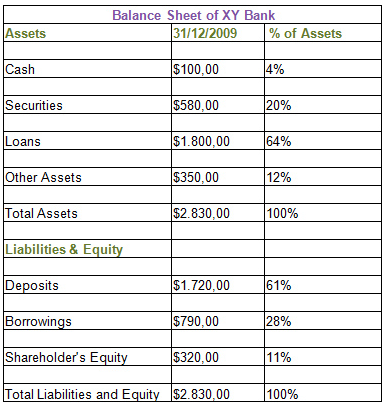 Balance Sheet of XY Bank
Assets 31/12/2009 % of Assets
Cash $100,00 4%
Securities $580,00 20%
Loans $1.800,00 64%
Other Assets $350,00 12%
Total Assets $2.830,00 100%
Liabilities & Equity
Deposits $1.720,00 61%
Borrowings $790,00 28%
Shareholder's Equity $320,00 11%
Total Liabilities and Equity $2.830,00 100%